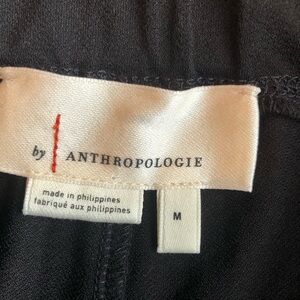 by ANTHROPOLOGIE
made in philippines
fabriqué aux philippines
M